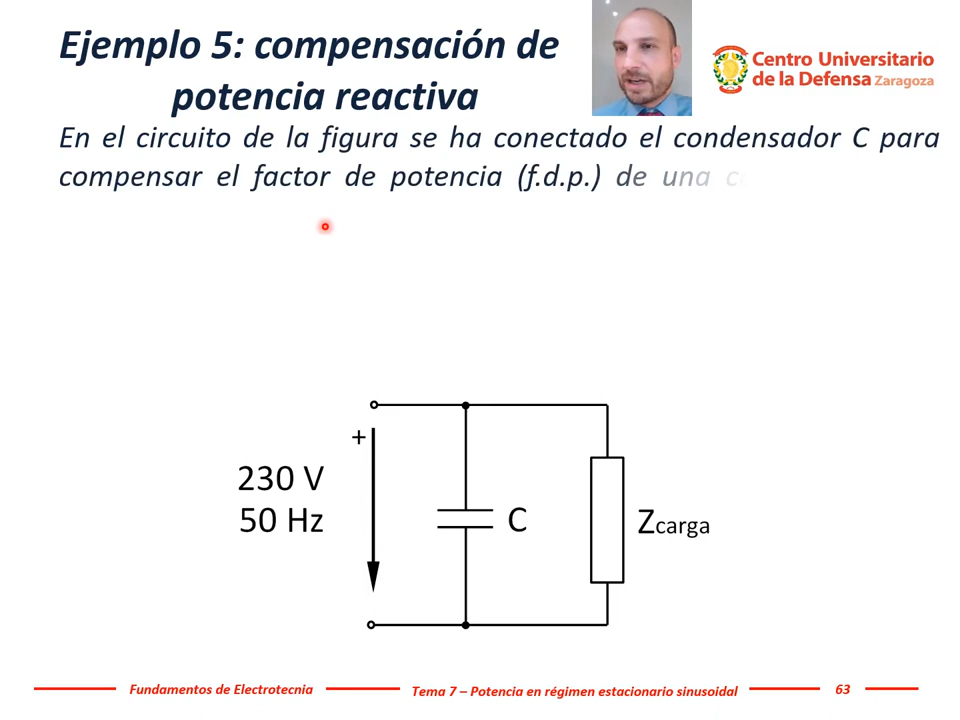 Ejemplo 5: compensación de
potencia reactiva
Centro Universitario
de la Defensa Zaragoza
En el circuito de la figura se ha conectado el condensador C para
compensar el factor de potencia (f.d.p.) de una
+
230 V
50 Hz
C
Zcarga
Fundamentos de Electrotecnia
Tema 7 – Potencia en régimen estacionario sinusoidal
63